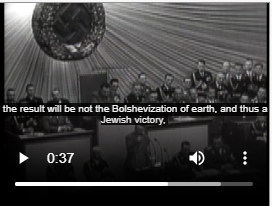 the result will be not the Bolshevization of earth, and thus a
Jewish victory,
0:37